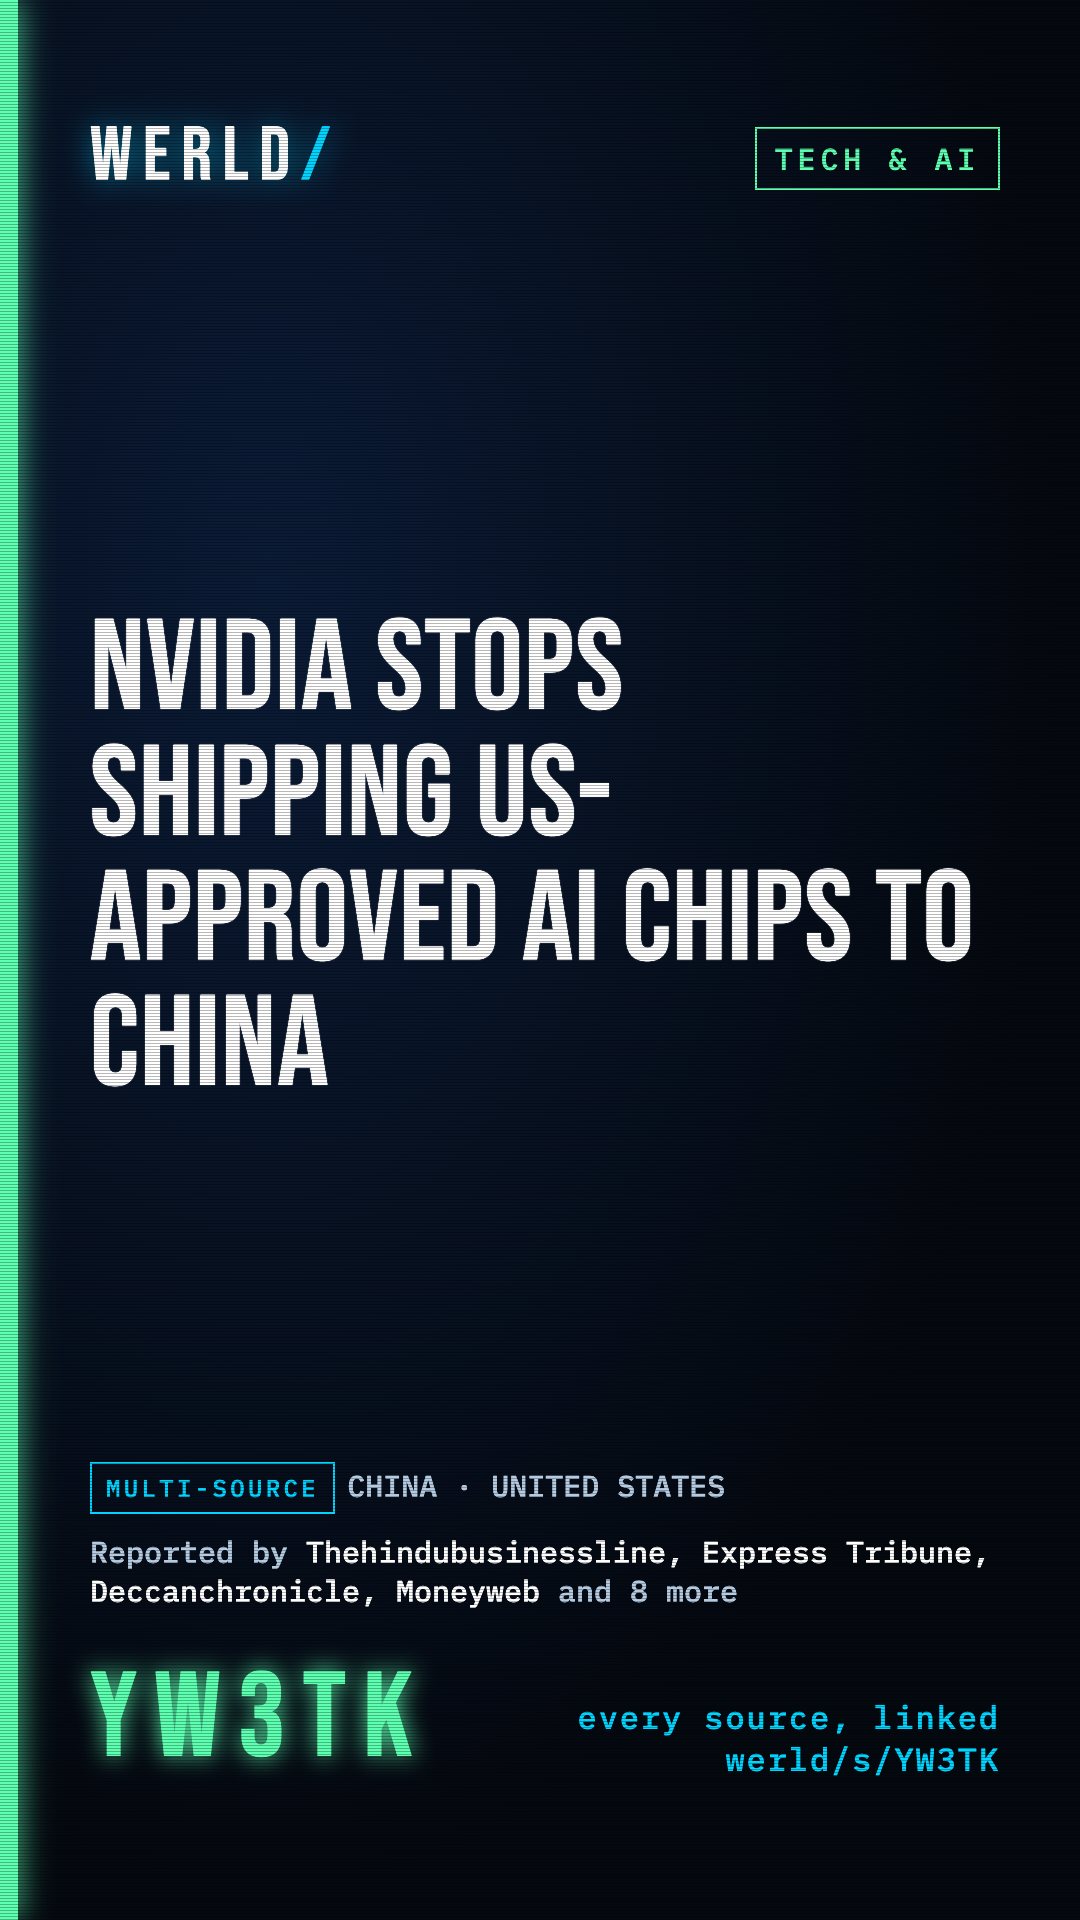 WERLD/
TECH & AI
NVIDIA STOPS
SHIPPING US-
APPROVED AI CHIPS TO
CHINA
MULTI-SOURCE CHINA · UNITED STATES
Reported by Thehindubusinessline, Express Tribune,
Deccanchronicle, Moneyweb and 8 more
YW3TK
every source, linked
werld/s/YW3TK